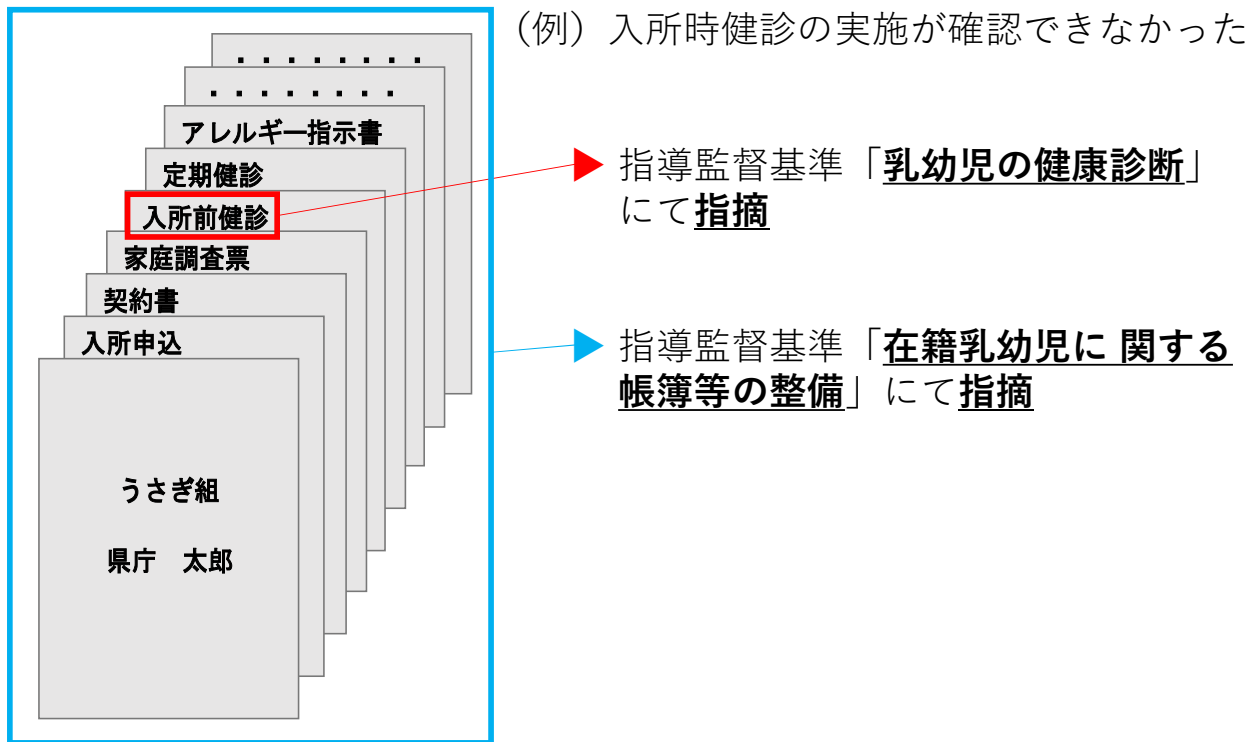 (例)入所時健診の実施が確認できなかった
・・・・・・・・
・・・・・・・・
アレルギー指示書
定期健診
入所前健診
家庭調査票
契約書
入所申込
うさぎ組
県庁　太郎
指導監督基準「乳幼児の健康診断」
にて指摘
指導監督基準「在籍乳幼児に 関する
帳簿等の整備」にて指摘